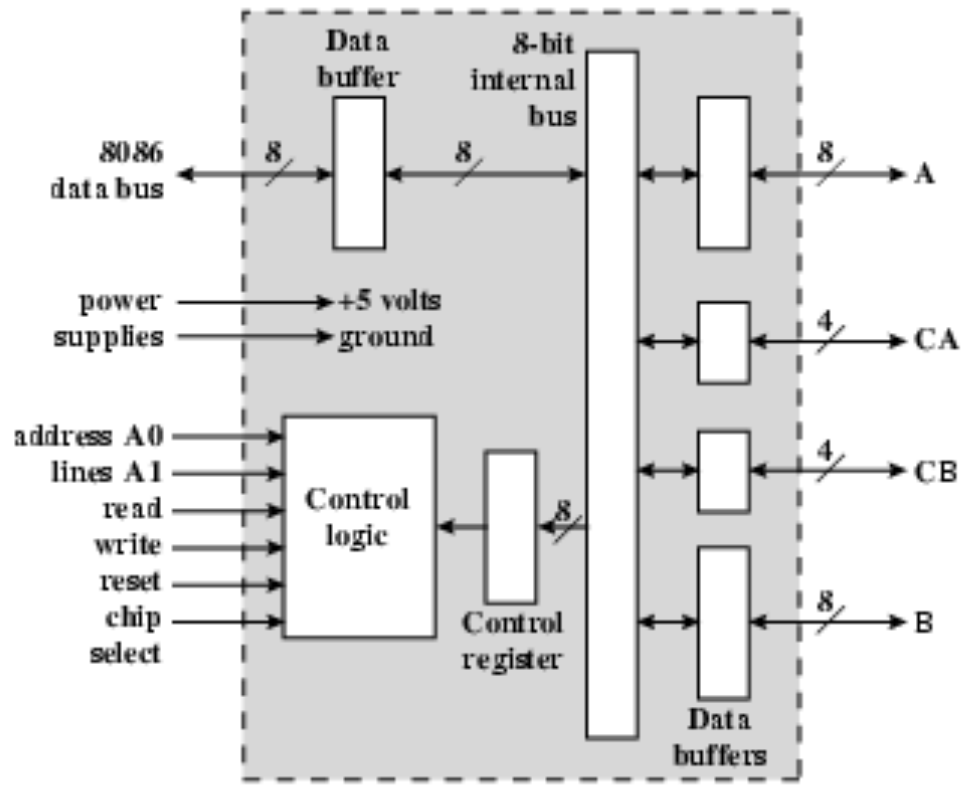 Data
buffer
8-bit
internal
bus
8086
data bus
8
8
8
A
power
supplies
+5 volts
ground
4
CA
address A0
lines A1
read
write
reset
chip
select
Control
logic
8
Control
register
4
CB
8
B
Data
buffers